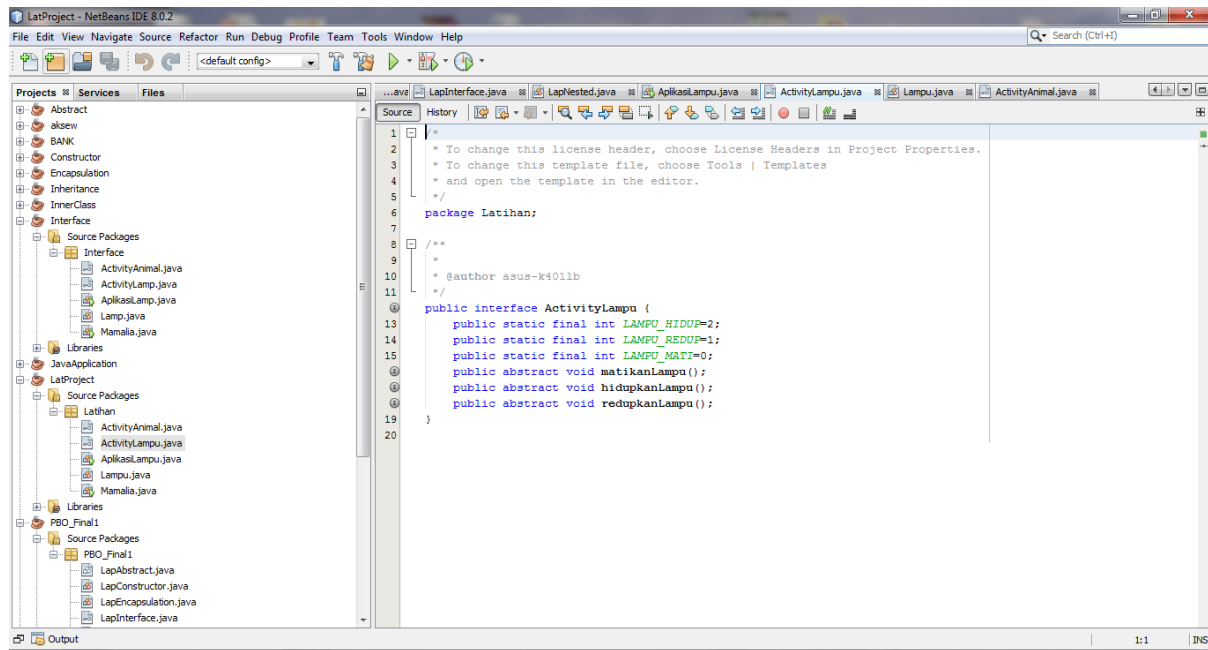 LatProject - NetBeans IDE 8.0.2
File Edit View Navigate Source Refactor Run Debug Profile Team Tools Window Help
Search (Ctrl+I)
<default config>
Projects Services Files
...ava LapInterface.java LapNested.java AplikasiLampu.java ActivityLampu.java Lampu.java ActivityAnimal.java
Source History
Abstract
aksew
BANK
Constructor
Encapsulation
Inheritance
InnerClass
Interface
Source Packages
Interface
ActivityAnimal.java
ActivityLamp.java
AplikasiLamp.java
Lamp.java
Mamalia.java
Libraries
JavaApplication
LatProject
Source Packages
Latihan
ActivityAnimal.java
ActivityLampu.java
AplikasiLampu.java
Lampu.java
Mamalia.java
Libraries
PBO_Final1
Source Packages
PBO_Final1
LapAbstract.java
LapConstructor.java
LapEncapsulation.java
LapInterface.java
1 /*
2 * To change this license header, choose License Headers in Project Properties.
3 * To change this template file, choose Tools | Templates
4 * and open the template in the editor.
5 */
6 package Latihan;
7
8 /**
9 *
10 * @author asus-k401lb
11 */
public interface ActivityLampu {
13 public static final int LAMPU_HIDUP=2;
14 public static final int LAMPU_REDUP=1;
15 public static final int LAMPU_MATI=0;
public abstract void matikanLampu();
public abstract void hidupkanLampu();
public abstract void redupkanLampu();
19 }
20
Output
1:1 INS